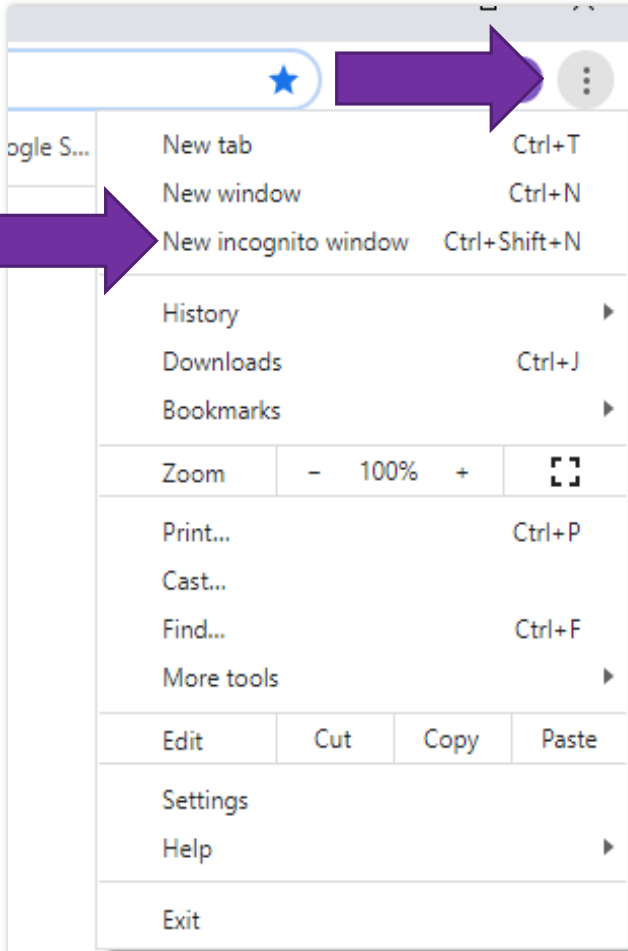 ogle S...
New tab Ctrl+T
New window Ctrl+N
New incognito window Ctrl+Shift+N
History
Downloads Ctrl+J
Bookmarks
Zoom - 100% +
Print... Ctrl+P
Cast...
Find... Ctrl+F
More tools
Edit Cut Copy Paste
Settings
Help
Exit